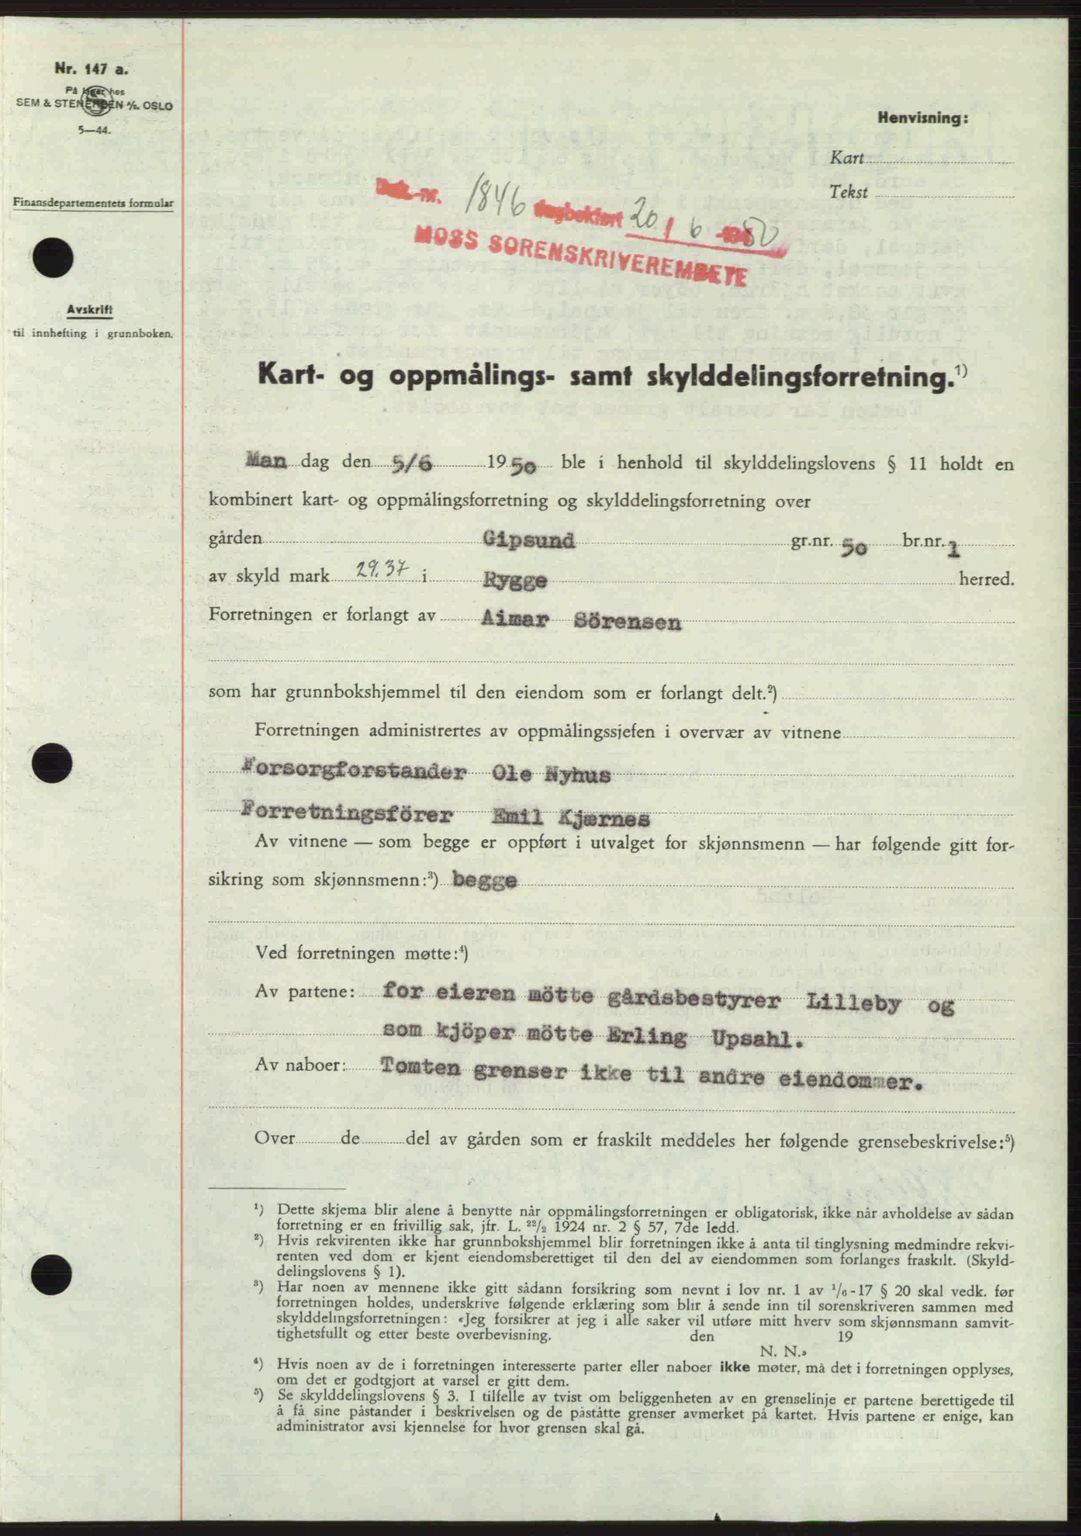 Nr. 147 a.
På lager hos
SEM & STENERSEN A/S. OSLO
5—44.
Finansdepartementets formular
Avskrift
til innhefting i grunnboken.
Henvisning:
Kart
Tekst
Dok.-nr. 1846 dagbokført 20/6 50
MOSS SORENSKRIVEREMBETE
Kart- og oppmålings- samt skylddelingsforretning.¹)
Man dag den 5/6 1950 ble i henhold til skylddelingslovens § 11 holdt en
kombinert kart- og oppmålingsforretning og skylddelingsforretning over
gården Gipsund gr.nr. 50 br.nr. 1
av skyld mark 29.37 i Rygge herred.
Forretningen er forlangt av Aimar Sörensen
som har grunnbokshjemmel til den eiendom som er forlangt delt.²)
Forretningen administrertes av oppmålingssjefen i overvær av vitnene
Forsorgforstander Ole Nyhus
Forretningsförer Emil Kjærnes
Av vitnene — som begge er oppført i utvalget for skjønnsmenn — har følgende gitt for-
sikring som skjønnsmenn:³) begge
Ved forretningen møtte:⁴)
Av partene: for eieren mötte gårdsbestyrer Lilleby og
som kjöper mötte Erling Upsahl.
Av naboer: Tomten grenser ikke til andre eiendommer.
Over de del av gården som er fraskilt meddeles her følgende grensebeskrivelse:⁵)
¹) Dette skjema blir alene å benytte når oppmålingsforretningen er obligatorisk, ikke når avholdelse av sådan
forretning er en frivillig sak, jfr. L. ²²/₂ 1924 nr. 2 § 57, 7de ledd.
²) Hvis rekvirenten ikke har grunnbokshjemmel blir forretningen ikke å anta til tinglysning medmindre rekvi-
renten ved dom er kjent eiendomsberettiget til den del av eiendommen som forlanges fraskilt. (Skyld-
delingslovens § 1).
³) Har noen av mennene ikke gitt sådann forsikring som nevnt i lov nr. 1 av ¹/₆-17 § 20 skal vedk. før
forretningen holdes, underskrive følgende erklæring som blir å sende inn til sorenskriveren sammen med
skylddelingsforretningen: «Jeg forsikrer at jeg i alle saker vil utføre mitt hverv som skjønnsmann samvit-
tighetsfullt og etter beste overbevisning. den 19
N. N.»
⁴) Hvis noen av de i forretningen interesserte parter eller naboer ikke møter, må det i forretningen opplyses,
om det er godtgjort at varsel er gitt dem.
⁵) Se skylddelingslovens § 3. I tilfelle av tvist om beliggenheten av en grenselinje er partene berettigede til
å få sine påstander i beskrivelsen og de påståtte grenser avmerket på kartet. Hvis partene er enige, kan
administrator avsi kjennelse for hvor grensen skal gå.